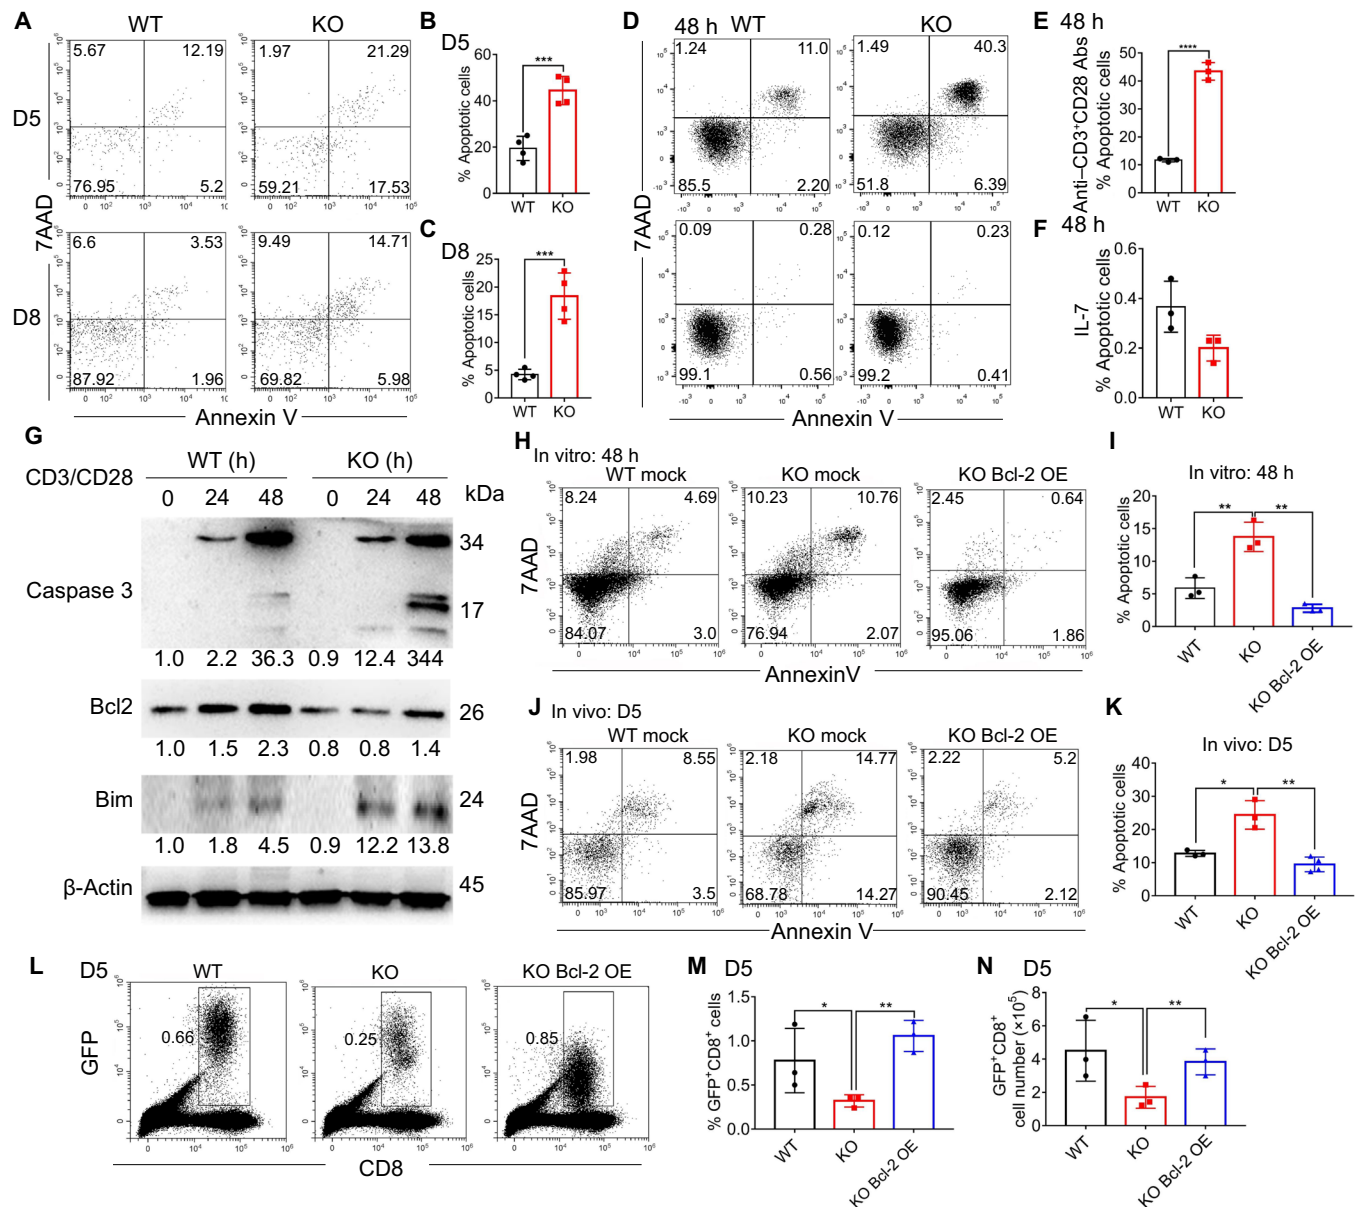 A
WT
KO
D5
5.67 12.19
76.95 5.2
1.97 21.29
59.21 17.53
D8
6.6 3.53
87.92 1.96
9.49 14.71
69.82 5.98
7AAD
Annexin V
B
D5
% Apoptotic cells
60
40
20
0
***
WT KO
C
D8
% Apoptotic cells
25
20
15
10
5
0
***
WT KO
D
48 h WT
KO
1.24 11.0
85.5 2.20
1.49 40.3
51.8 6.39
0.09 0.28
99.1 0.56
0.12 0.23
99.2 0.41
7AAD
Annexin V
E
48 h
Anti–CD3+CD28 Abs
% Apoptotic cells
50
40
30
20
10
0
****
WT KO
F
48 h
IL-7
% Apoptotic cells
0.6
0.4
0.2
0.0
WT KO
G
WT (h) KO (h)
CD3/CD28
0 24 48 0 24 48 kDa
34
Caspase 3
17
1.0 2.2 36.3 0.9 12.4 344
Bcl2 26
1.0 1.5 2.3 0.8 0.8 1.4
Bim 24
1.0 1.8 4.5 0.9 12.2 13.8
β-Actin 45
H
In vitro: 48 h
WT mock KO mock KO Bcl-2 OE
8.24 4.69
84.07 3.0
10.23 10.76
76.94 2.07
2.45 0.64
95.06 1.86
7AAD
AnnexinV
I
In vitro: 48 h
% Apoptotic cells
20
15
10
5
0
** **
WT KO KO Bcl-2 OE
J
In vivo: D5
WT mock KO mock KO Bcl-2 OE
1.98 8.55
85.97 3.5
2.18 14.77
68.78 14.27
2.22 5.2
90.45 2.12
7AAD
Annexin V
K
In vivo: D5
% Apoptotic cells
40
30
20
10
0
* **
WT KO KO Bcl-2 OE
L
D5
WT KO KO Bcl-2 OE
0.66 0.25 0.85
GFP
CD8
M
D5
% GFP+CD8+ cells
1.5
1.0
0.5
0.0
* **
WT KO KO Bcl-2 OE
N
D5
GFP+CD8+
cell number (×10⁵)
8
6
4
2
0
* **
WT KO KO Bcl-2 OE